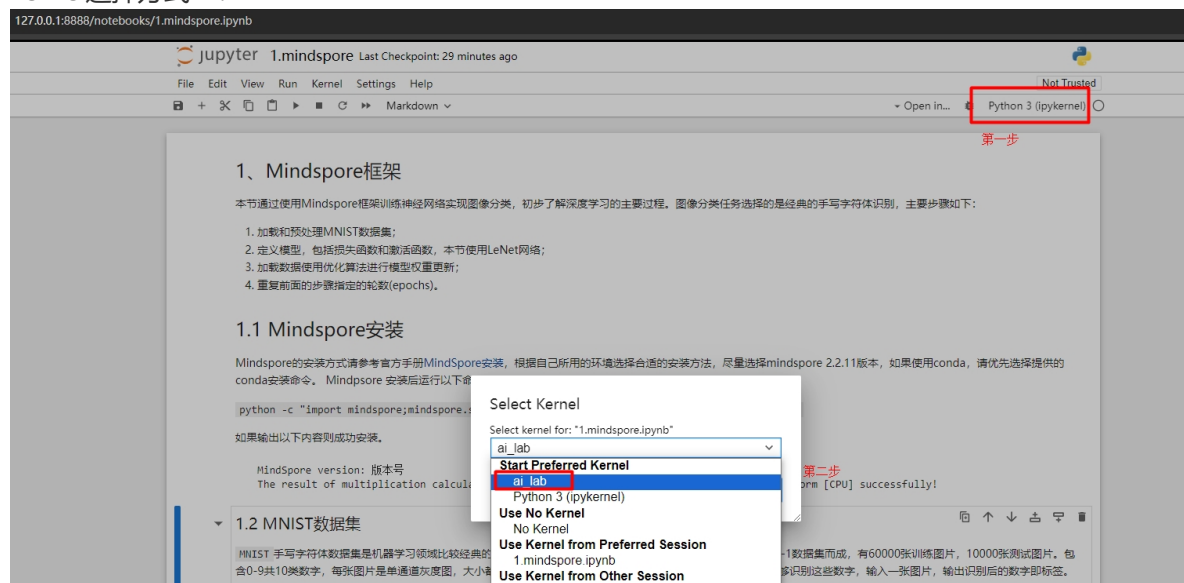 127.0.0.1:8888/notebooks/1.mindspore.ipynb
jupyter 1.mindspore Last Checkpoint: 29 minutes ago
File Edit View Run Kernel Settings Help
Not Trusted
Markdown
Open in...
Python 3 (ipykernel)
第一步
1、Mindspore框架
本节通过使用Mindspore框架训练神经网络实现图像分类，初步了解深度学习的主要过程。图像分类任务选择的是经典的手写字符体识别，主要步骤如下：
1. 加载和预处理MNIST数据集；
2. 定义模型，包括损失函数和激活函数，本节使用LeNet网络；
3. 加载数据使用优化算法进行模型权重更新；
4. 重复前面的步骤指定的轮数(epochs)。
1.1 Mindspore安装
Mindspore的安装方式请参考官方手册MindSpore安装，根据自己所用的环境选择合适的安装方法，尽量选择mindspore 2.2.11版本，如果使用conda，请优先选择提供的
conda安装命令。 Mindpsore 安装后运行以下命
python -c "import mindspore;mindspore.s
如果输出以下内容则成功安装。
MindSpore version: 版本号
The result of multiplication calcula
orm [CPU] successfully!
Select Kernel
Select kernel for: "1.mindspore.ipynb"
ai_lab
Start Preferred Kernel
ai_lab
第二步
Python 3 (ipykernel)
Use No Kernel
No Kernel
Use Kernel from Preferred Session
1.mindspore.ipynb
Use Kernel from Other Session
1.2 MNIST数据集
MNIST 手写字符体数据集是机器学习领域比较经典的
-1数据集而成，有60000张训练图片，10000张测试图片。包
含0-9共10类数字，每张图片是单通道灰度图，大小
识别这些数字，输入一张图片，输出识别后的数字即标签。